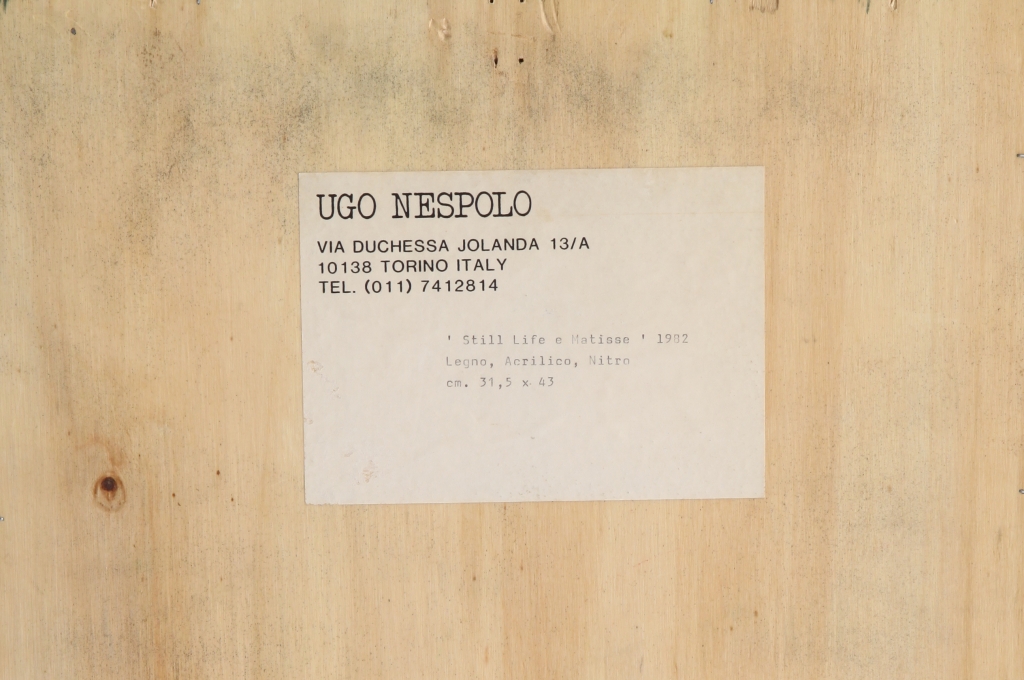 UGO NESPOLO
VIA DUCHESSA JOLANDA 13/A
10138 TORINO ITALY
TEL. (011) 7412814
' Still Life e Matisse ' 1982
Legno, Acrilico, Nitro
cm. 31,5 x 43